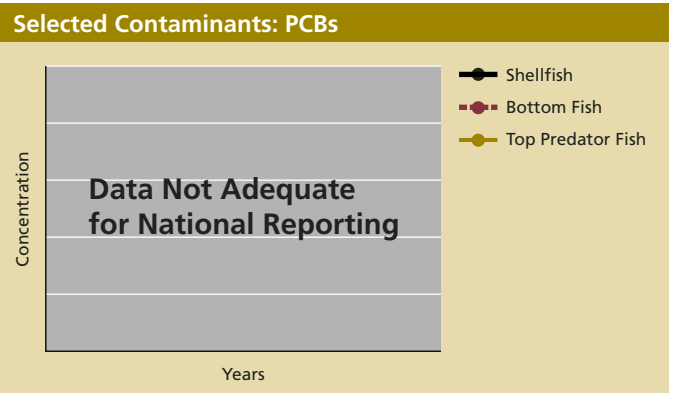 Selected Contaminants: PCBs
Shellfish
Bottom Fish
Top Predator Fish
Concentration
Data Not Adequate
for National Reporting
Years